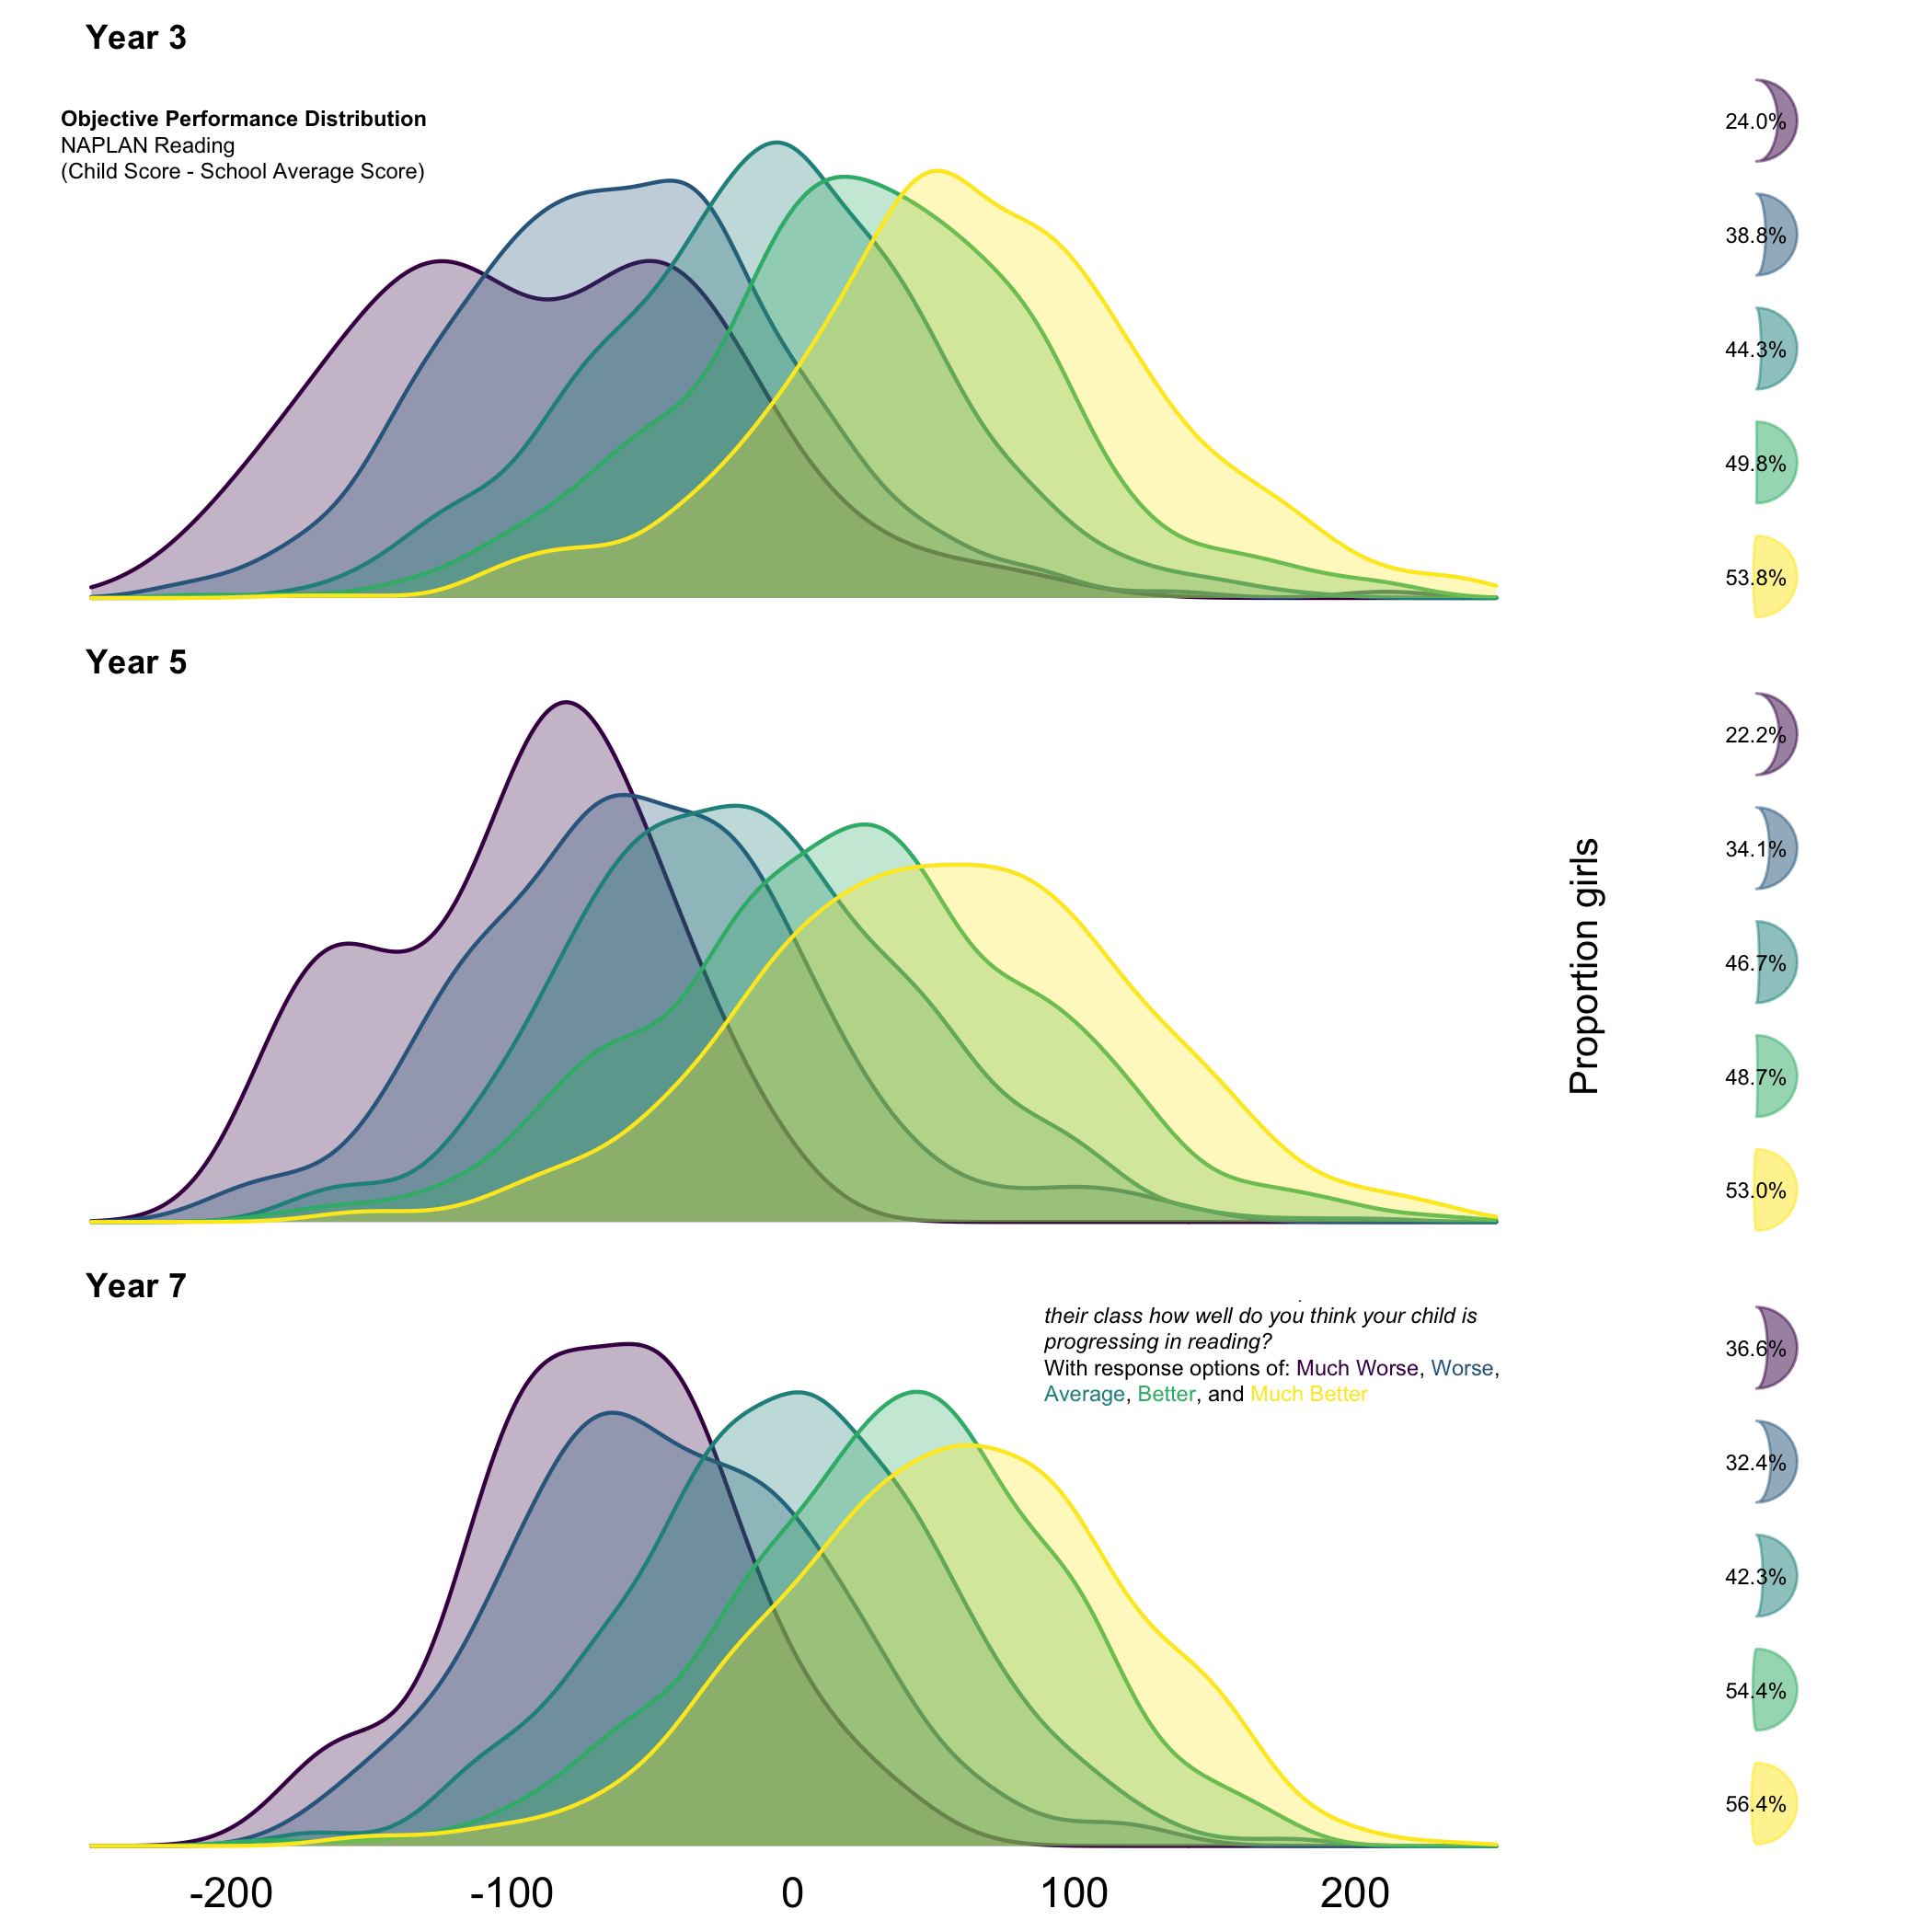 Year 3
Objective Performance Distribution
NAPLAN Reading
(Child Score - School Average Score)
24.0%
38.8%
44.3%
49.8%
53.8%
Year 5
Proportion girls
22.2%
34.1%
46.7%
48.7%
53.0%
Year 7
their class how well do you think your child is
progressing in reading?
With response options of: Much Worse, Worse,
Average, Better, and Much Better
36.6%
32.4%
42.3%
54.4%
56.4%
-200 -100 0 100 200